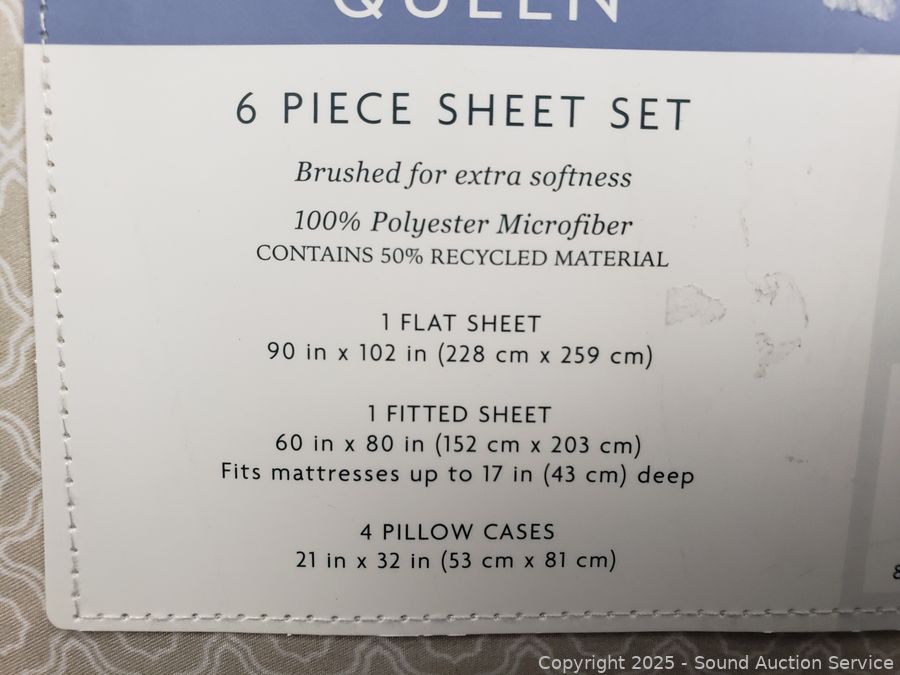 QUEEN
6 PIECE SHEET SET
Brushed for extra softness
100% Polyester Microfiber
CONTAINS 50% RECYCLED MATERIAL
1 FLAT SHEET
90 in x 102 in (228 cm x 259 cm)
1 FITTED SHEET
60 in x 80 in (152 cm x 203 cm)
Fits mattresses up to 17 in (43 cm) deep
4 PILLOW CASES
21 in x 32 in (53 cm x 81 cm)
Copyright 2025 - Sound Auction Service